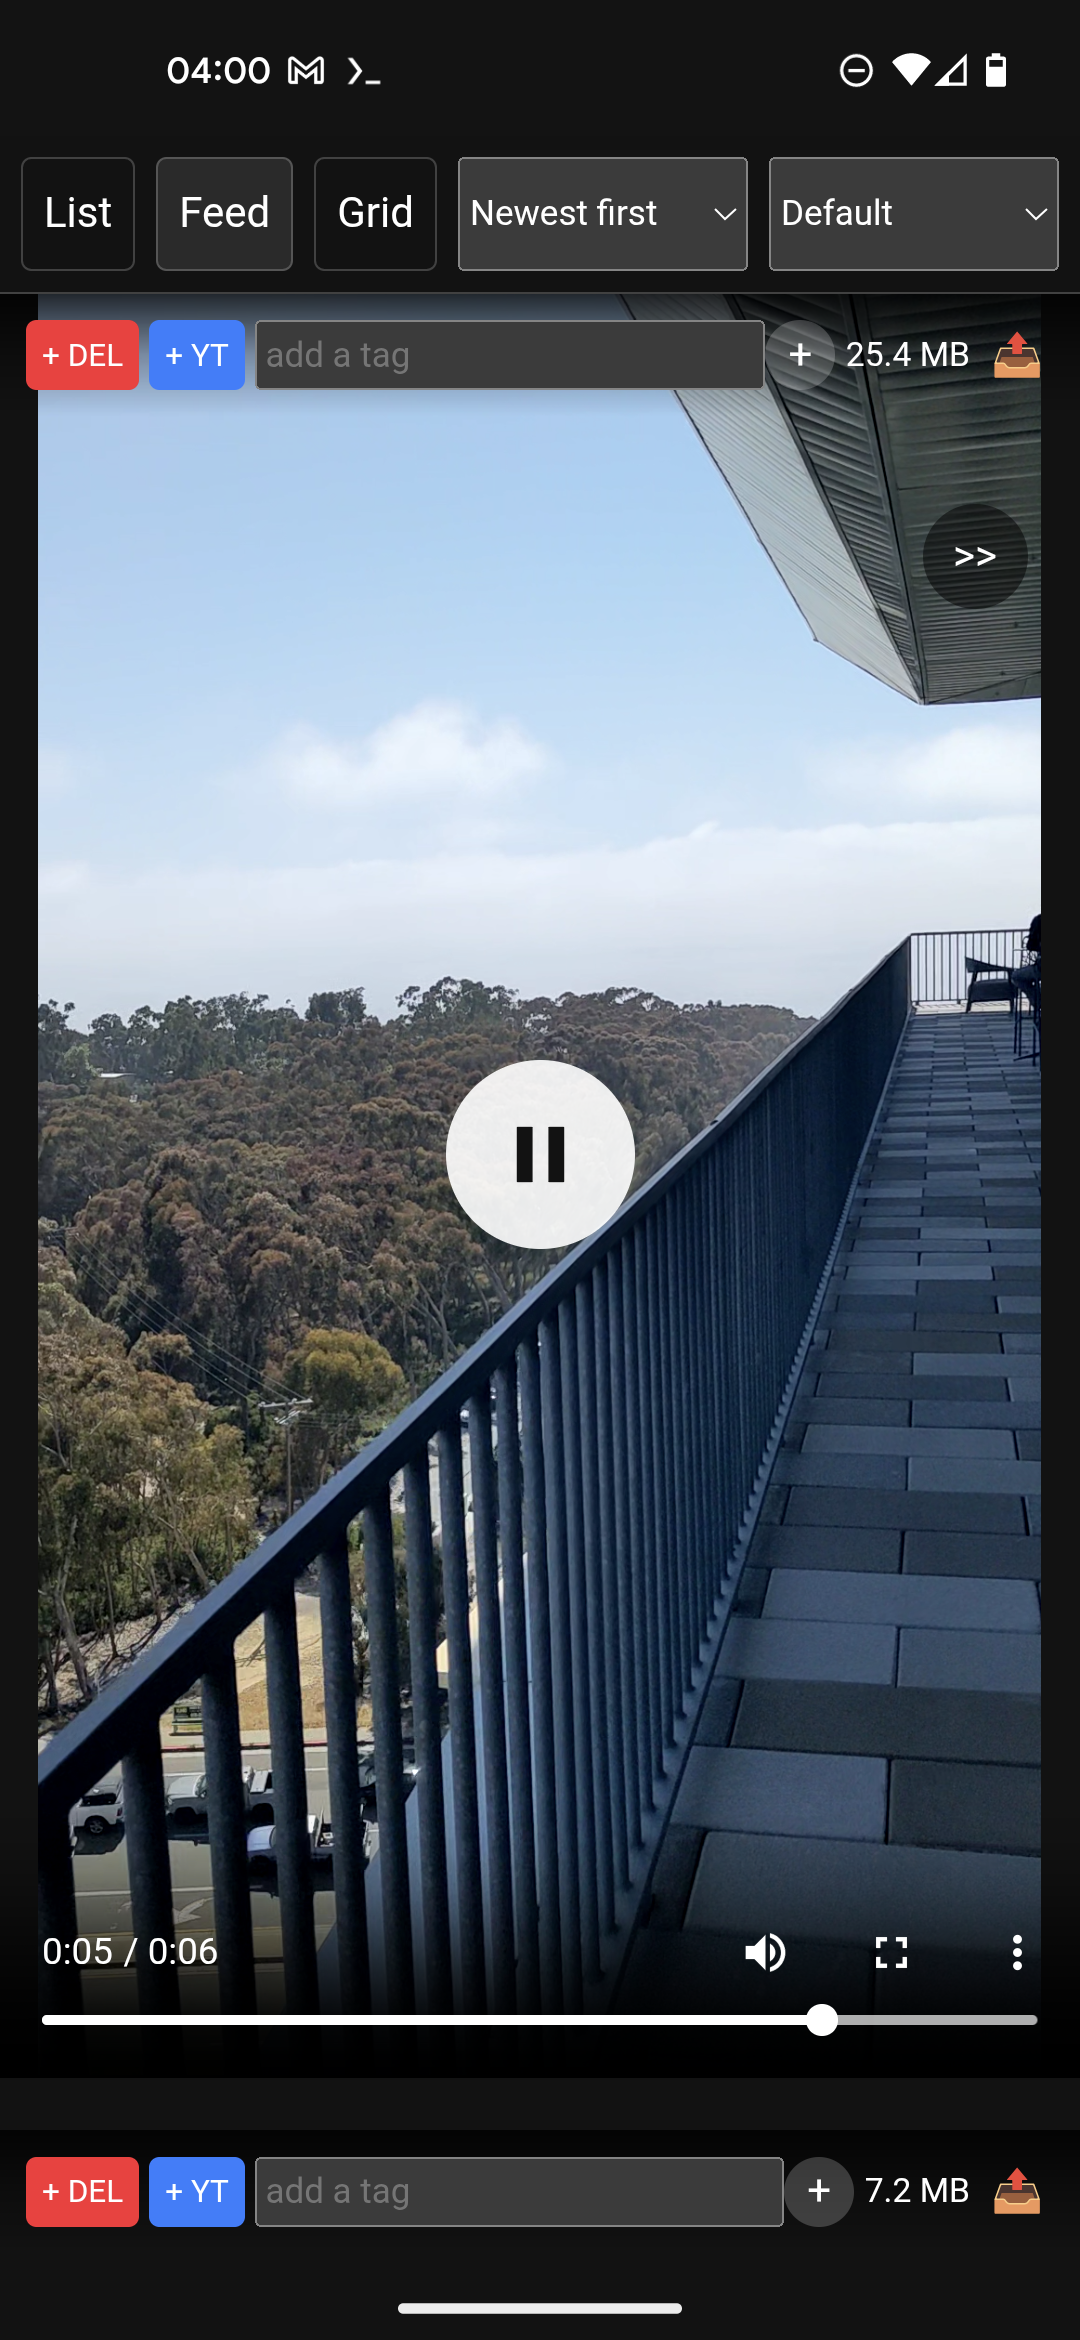 04:00
List Feed Grid Newest first Default
+ DEL + YT add a tag + 25.4 MB
>>
0:05 / 0:06
+ DEL + YT add a tag + 7.2 MB